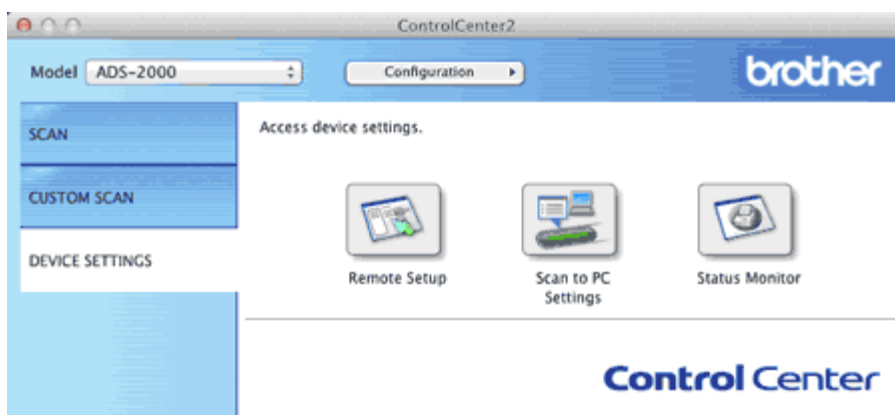 ControlCenter2
Model ADS-2000 Configuration brother
SCAN
CUSTOM SCAN
DEVICE SETTINGS
Access device settings.
Remote Setup
Scan to PC
Settings
Status Monitor
Control Center